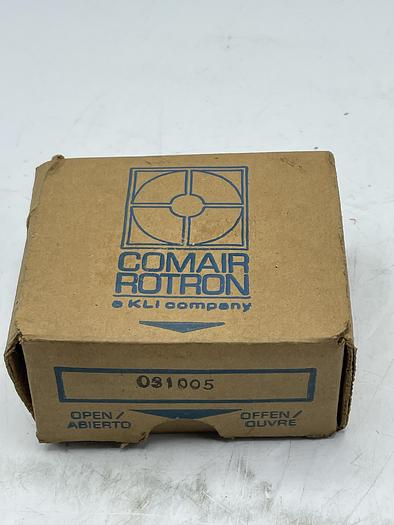 COMAIR
ROTRON
a KLI company
031005
OPEN/
ABIERTO
OFFEN/
OUVRE